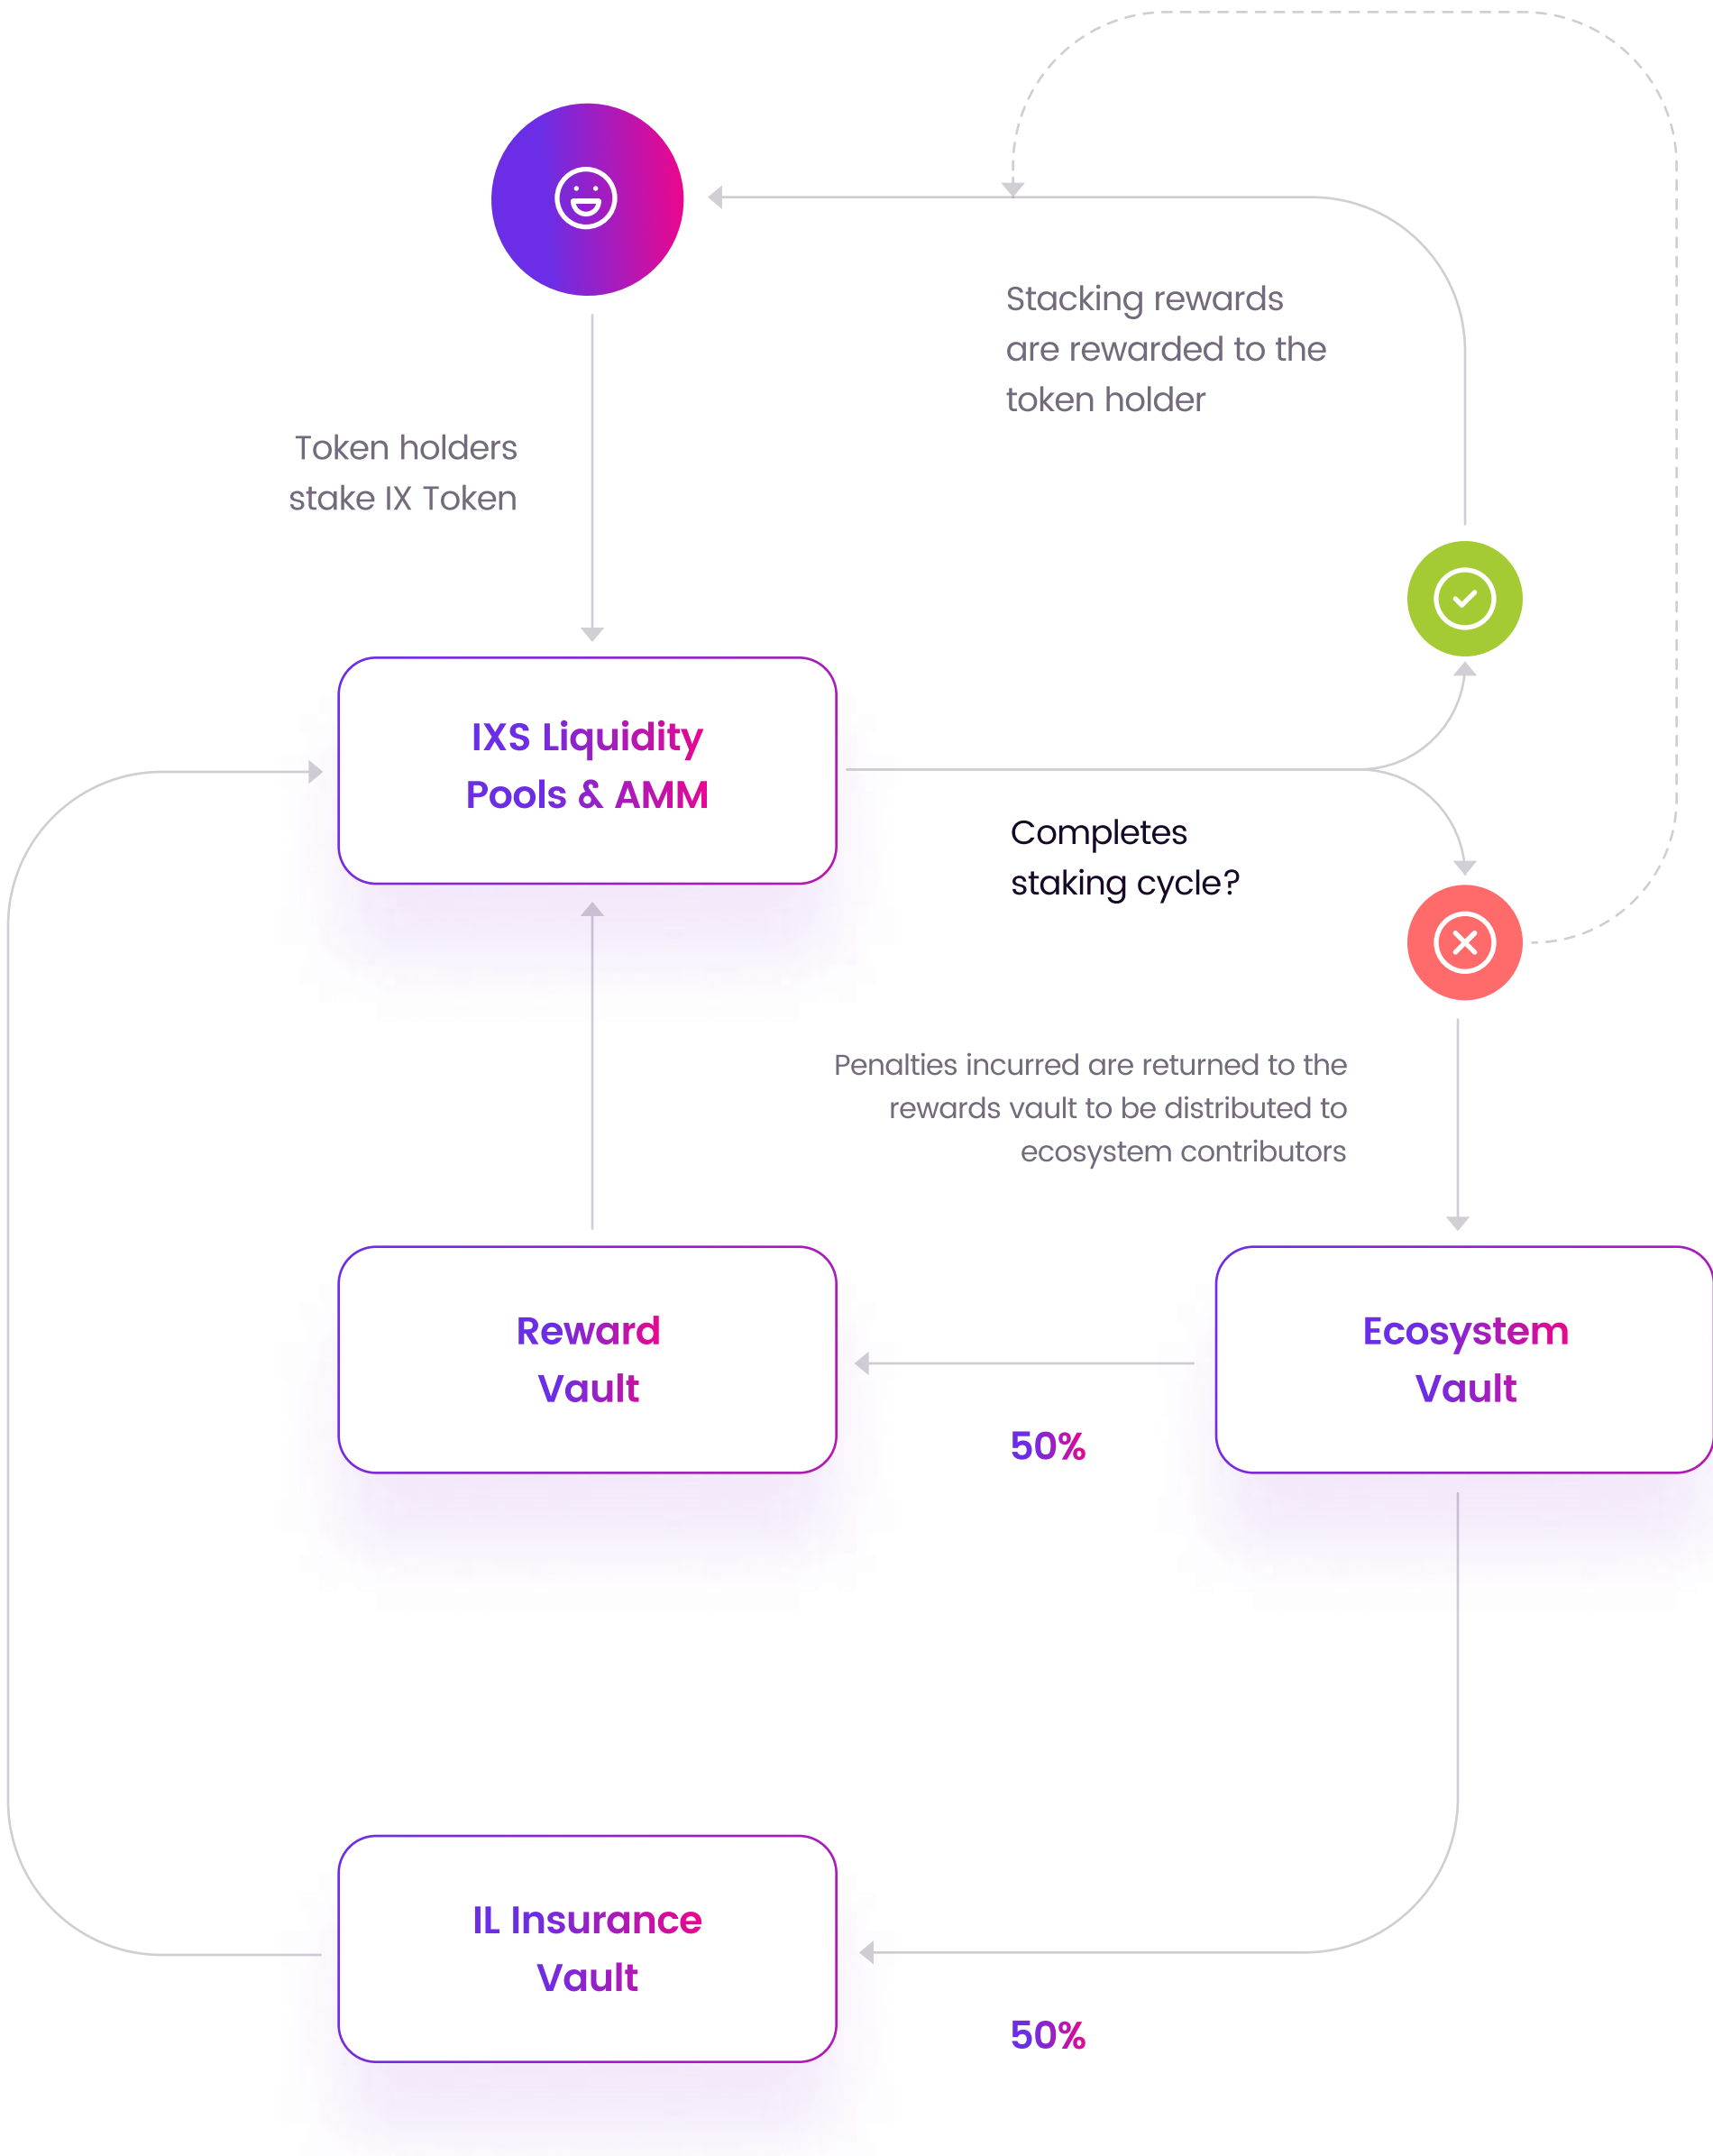 Stacking rewards
are rewarded to the
token holder
Token holders
stake IX Token
IXS Liquidity
Pools & AMM
Completes
staking cycle?
Penalties incurred are returned to the
rewards vault to be distributed to
ecosystem contributors
Reward
Vault
Ecosystem
Vault
50%
IL Insurance
Vault
50%